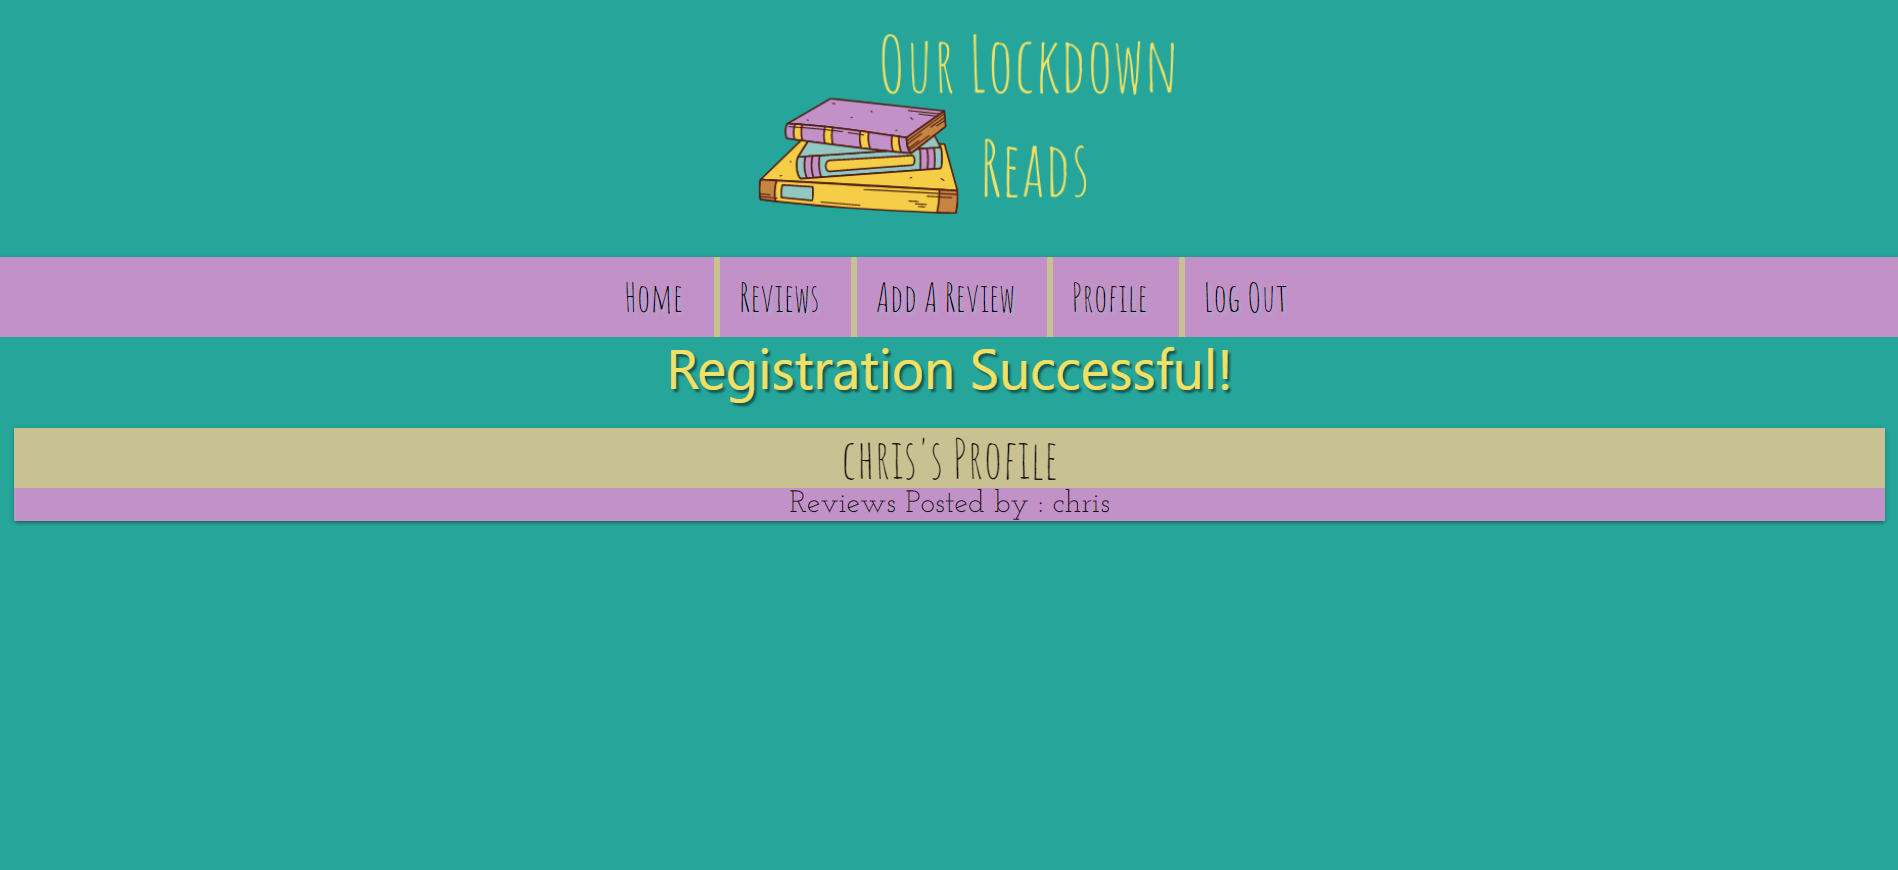 Our Lockdown
Reads
Home Reviews Add A Review Profile Log Out
Registration Successful!
chris's Profile
Reviews Posted by : chris